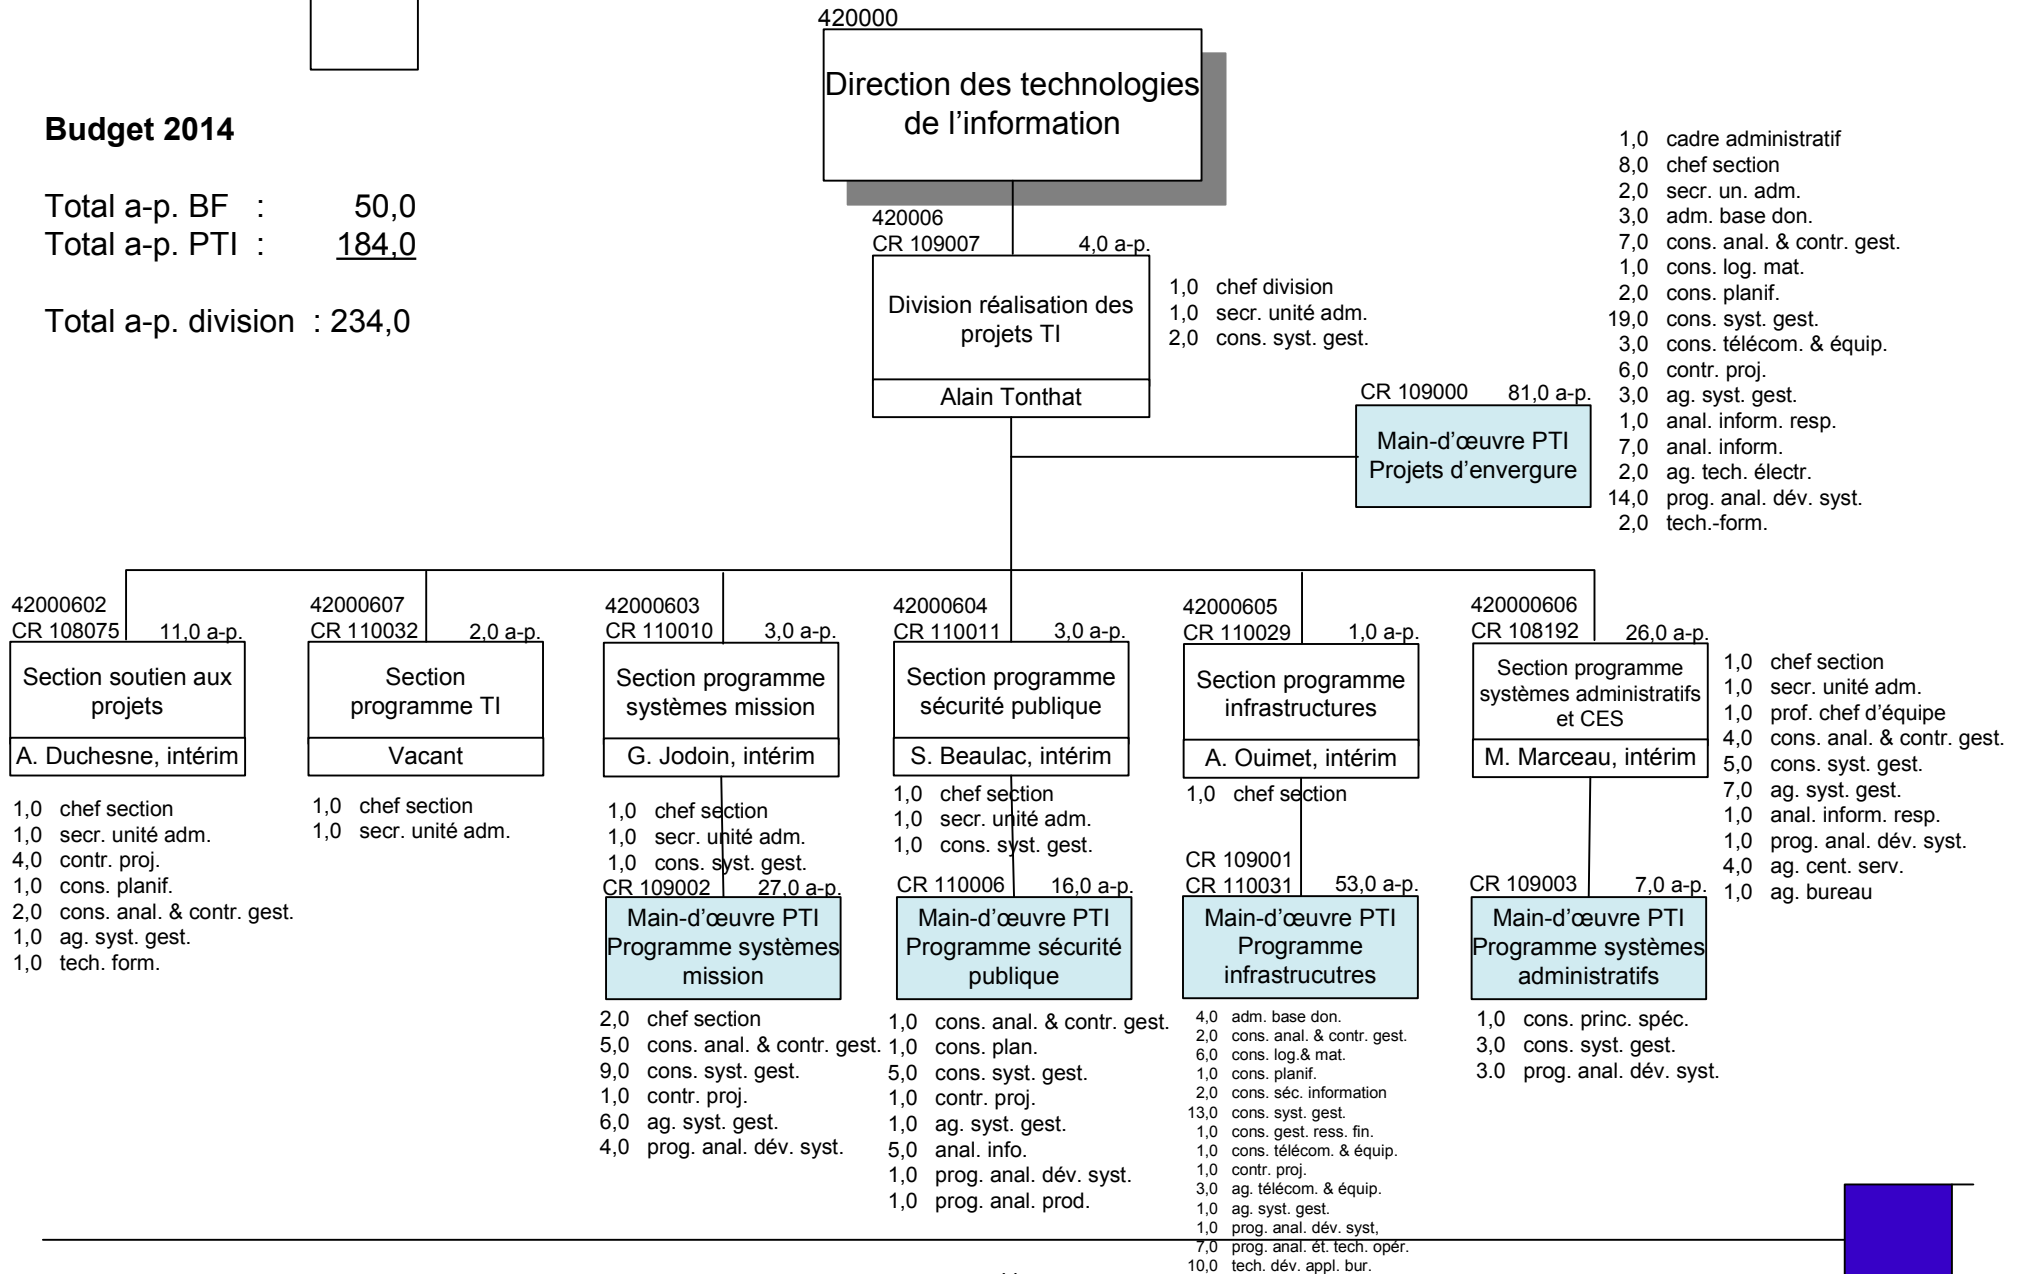 420000
Direction des technologies
de l'information
Budget 2014
Total a-p. BF : 50,0
Total a-p. PTI : 184,0
Total a-p. division : 234,0
420006
CR 109007 4,0 a-p.
Division réalisation des
projets TI
Alain Tonthat
1,0 chef division
1,0 secr. unité adm.
2,0 cons. syst. gest.
CR 109000 81,0 a-p.
Main-d'œuvre PTI
Projets d'envergure
1,0 cadre administratif
8,0 chef section
2,0 secr. un. adm.
3,0 adm. base don.
7,0 cons. anal. & contr. gest.
1,0 cons. log. mat.
2,0 cons. planif.
19,0 cons. syst. gest.
3,0 cons. télécom. & équip.
6,0 contr. proj.
3,0 ag. syst. gest.
1,0 anal. inform. resp.
7,0 anal. inform.
2,0 ag. tech. électr.
14,0 prog. anal. dév. syst.
2,0 tech.-form.
42000602
CR 108075 11,0 a-p.
Section soutien aux
projets
A. Duchesne, intérim
1,0 chef section
1,0 secr. unité adm.
4,0 contr. proj.
1,0 cons. planif.
2,0 cons. anal. & contr. gest.
1,0 ag. syst. gest.
1,0 tech. form.
42000607
CR 110032 2,0 a-p.
Section
programme TI
Vacant
1,0 chef section
1,0 secr. unité adm.
42000603
CR 110010 3,0 a-p.
Section programme
systèmes mission
G. Jodoin, intérim
1,0 chef section
1,0 secr. unité adm.
1,0 cons. syst. gest.
CR 109002 27,0 a-p.
Main-d'œuvre PTI
Programme systèmes
mission
2,0 chef section
5,0 cons. anal. & contr. gest.
9,0 cons. syst. gest.
1,0 contr. proj.
6,0 ag. syst. gest.
4,0 prog. anal. dév. syst.
42000604
CR 110011 3,0 a-p.
Section programme
sécurité publique
S. Beaulac, intérim
1,0 chef section
1,0 secr. unité adm.
1,0 cons. syst. gest.
CR 110006 16,0 a-p.
Main-d'œuvre PTI
Programme sécurité
publique
1,0 cons. anal. & contr. gest.
1,0 cons. plan.
5,0 cons. syst. gest.
1,0 contr. proj.
1,0 ag. syst. gest.
5,0 anal. info.
1,0 prog. anal. dév. syst.
1,0 prog. anal. prod.
42000605
CR 110029 1,0 a-p.
Section programme
infrastructures
A. Ouimet, intérim
1,0 chef section
CR 109001
CR 110031 53,0 a-p.
Main-d'œuvre PTI
Programme
infrastrucutres
4,0 adm. base don.
2,0 cons. anal. & contr. gest.
6,0 cons. log.& mat.
1,0 cons. planif.
2,0 cons. séc. information
13,0 cons. syst. gest.
1,0 cons. gest. ress. fin.
1,0 cons. télécom. & équip.
1,0 contr. proj.
3,0 ag. télécom. & équip.
1,0 ag. syst. gest.
1,0 prog. anal. dév. syst,
7,0 prog. anal. ét. tech. opér.
10,0 tech. dév. appl. bur.
420000606
CR 108192 26,0 a-p.
Section programme
systèmes administratifs
et CES
M. Marceau, intérim
1,0 chef section
1,0 secr. unité adm.
1,0 prof. chef d'équipe
4,0 cons. anal. & contr. gest.
5,0 cons. syst. gest.
7,0 ag. syst. gest.
1,0 anal. inform. resp.
1,0 prog. anal. dév. syst.
4,0 ag. cent. serv.
1,0 ag. bureau
CR 109003 7,0 a-p.
Main-d'œuvre PTI
Programme systèmes
administratifs
1,0 cons. princ. spéc.
3,0 cons. syst. gest.
3.0 prog. anal. dév. syst.